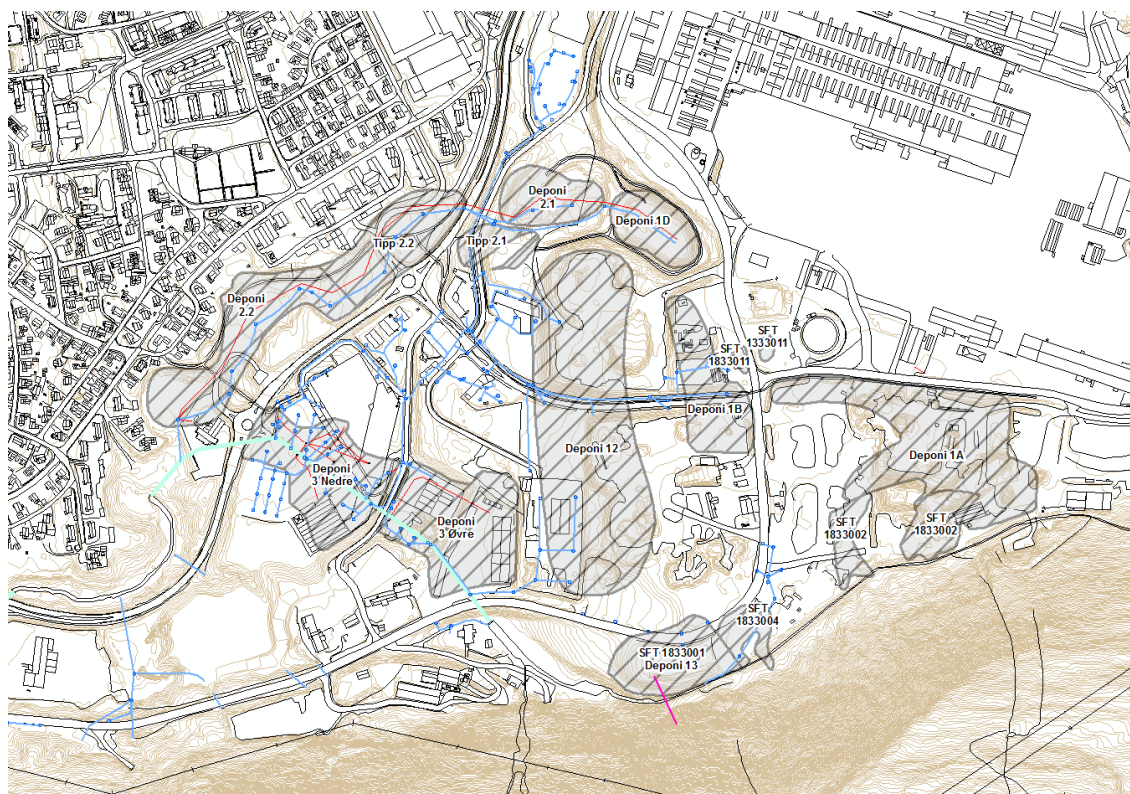 Deponi
2.1
Deponi 1D
Tipp 2.2
Tipp 2.1
Deponi
2.2
SFT
1333011
SFT
1833011
Deponi 1B
Deponi 12
Deponi 1A
Deponi
3 Nedre
Deponi
3 Øvre
SFT
1833002
SFT
1833002
SFT
1833004
SFT 1833001
Deponi 13